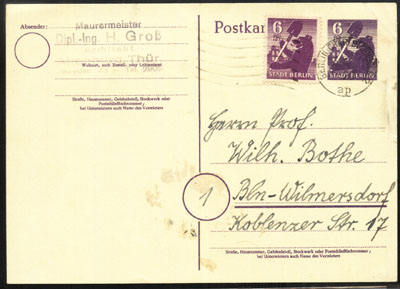 Absender:
Maurermeister
Dipl.-Ing. H. Groß
Architekt
Thür.
Wohnort, auch Zustell- oder Leitpostamt
Straße, Hausnummer, Gebäudeteil, Stockwerk oder
Postschließfachnummer;
bei Untermietern auch Name des Vermieters
Postkar
6
STADT BERLIN
6
STADT BERLIN
ap
Herrn Prof.
Wilh. Bothe
1 Bln-Wilmersdorf
Koblenzer Str. 17
Straße, Hausnummer, Gebäudeteil, Stockwerk oder Postschließfachnummer;
bei Untermietern auch Name des Vermieters